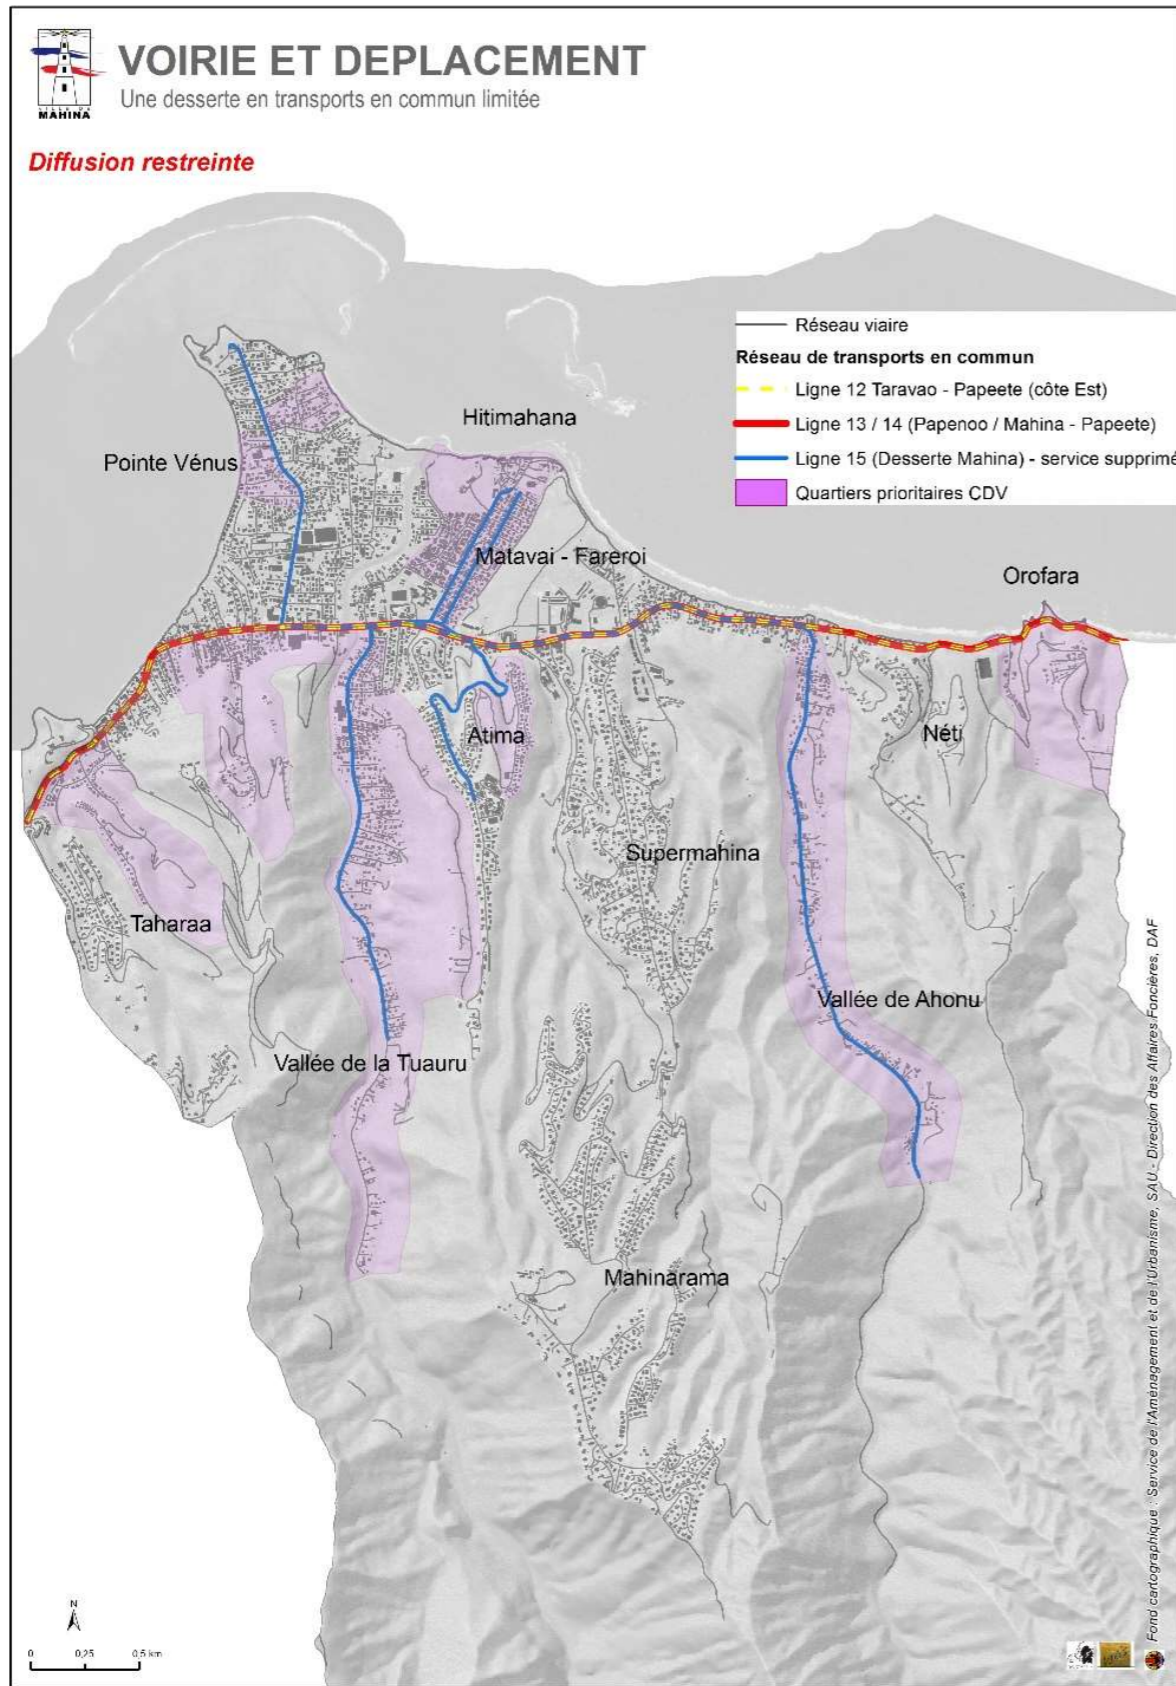 VILLE DE
MAHINA
VOIRIE ET DEPLACEMENT
Une desserte en transports en commun limitée
Diffusion restreinte
Réseau viaire
Réseau de transports en commun
Ligne 12 Taravao - Papeete (côte Est)
Ligne 13 / 14 (Papenoo / Mahina - Papeete)
Ligne 15 (Desserte Mahina) - service supprimé
Quartiers prioritaires CDV
Hitimahana
Pointe Vénus
Matavai - Fareroi
Orofara
Atima
Néti
Supermahina
Taharaa
Vallée de Ahonu
Vallée de la Tuauru
Mahinarama
N
0 0,25 0,5 km
Fond cartographique : Service de l'Aménagement et de l'Urbanisme, SAU - Direction des Affaires Foncières, DAF